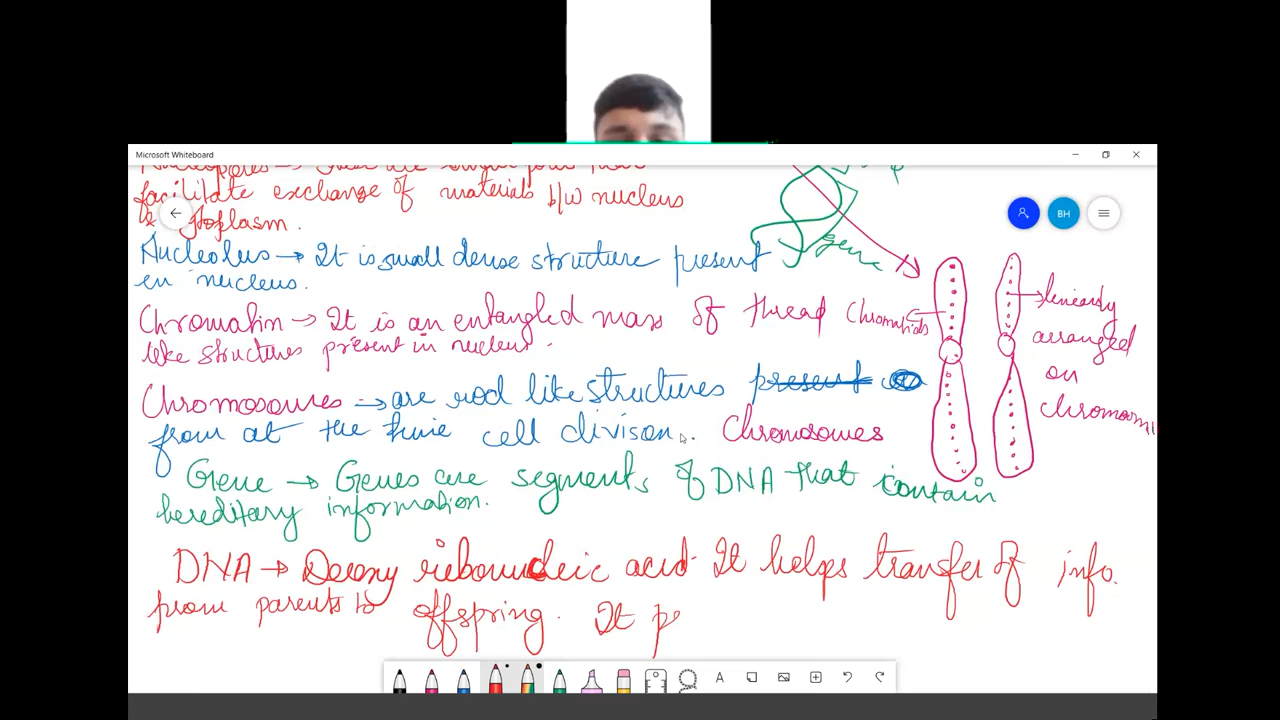 Microsoft Whiteboard
facilitate exchange of materials b/w nucleus
BH
Nucleolus → It is small dense structure present
in nucleus.
gene
Chromatin → It is an entangled mass of thread
like structures present in nucleus.
Chromatids
linearly
arranged
on
Chromosomes → are rod like structures present
from at the time cell divison.
Chromosomes
Gene → Genes are segments of DNA that contain
hereditary information.
DNA → Deoxy ribonucleic acid. It helps transfer of info.
from parents to offspring. It p
A